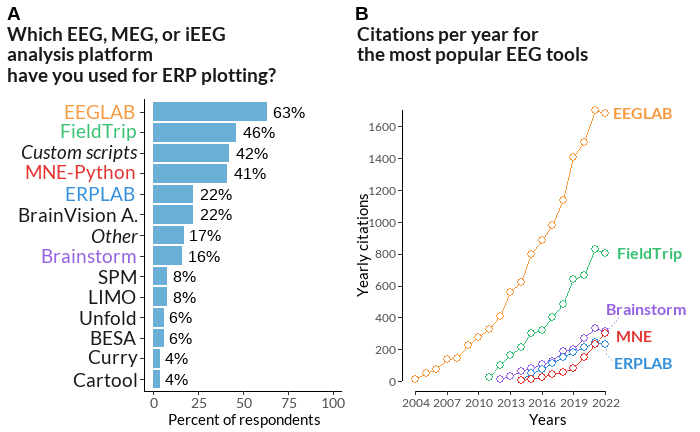 A
Which EEG, MEG, or iEEG
analysis platform
have you used for ERP plotting?
EEGLAB 63%
FieldTrip 46%
Custom scripts 42%
MNE-Python 41%
ERPLAB 22%
BrainVision A. 22%
Other 17%
Brainstorm 16%
SPM 8%
LIMO 8%
Unfold 6%
BESA 6%
Curry 4%
Cartool 4%
0 25 50 75 100
Percent of respondents
B
Citations per year for
the most popular EEG tools
Yearly citations
1600
1400
1200
1000
800
600
400
200
0
EEGLAB
FieldTrip
Brainstorm
MNE
ERPLAB
2004 2007 2010 2013 2016 2019 2022
Years